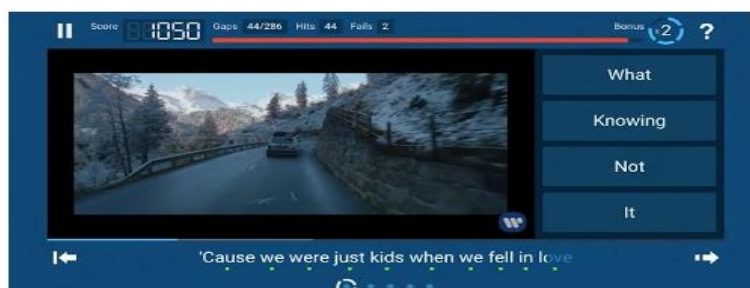 Score 1050 Gaps 44/286 Hits 44 Fails 2 Bonus x2 ?
What
Knowing
Not
It
'Cause we were just kids when we fell in love